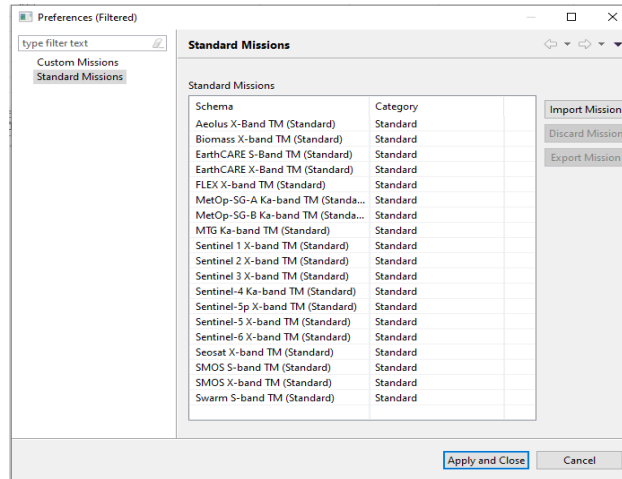 Preferences (Filtered)
type filter text
Custom Missions
Standard Missions
Standard Missions
Standard Missions
Schema Category
Aeolus X-Band TM (Standard) Standard
Biomass X-band TM (Standard) Standard
EarthCARE S-Band TM (Standard) Standard
EarthCARE X-Band TM (Standard) Standard
FLEX X-band TM (Standard) Standard
MetOp-SG-A Ka-band TM (Standa... Standard
MetOp-SG-B Ka-band TM (Standa... Standard
MTG Ka-band TM (Standard) Standard
Sentinel 1 X-band TM (Standard) Standard
Sentinel 2 X-band TM (Standard) Standard
Sentinel 3 X-band TM (Standard) Standard
Sentinel-4 Ka-band TM (Standard) Standard
Sentinel-5p X-band TM (Standard) Standard
Sentinel-5 X-band TM (Standard) Standard
Sentinel-6 X-band TM (Standard) Standard
Seosat X-band TM (Standard) Standard
SMOS S-band TM (Standard) Standard
SMOS X-band TM (Standard) Standard
Swarm S-band TM (Standard) Standard
Import Mission
Discard Mission
Export Mission
Apply and Close
Cancel